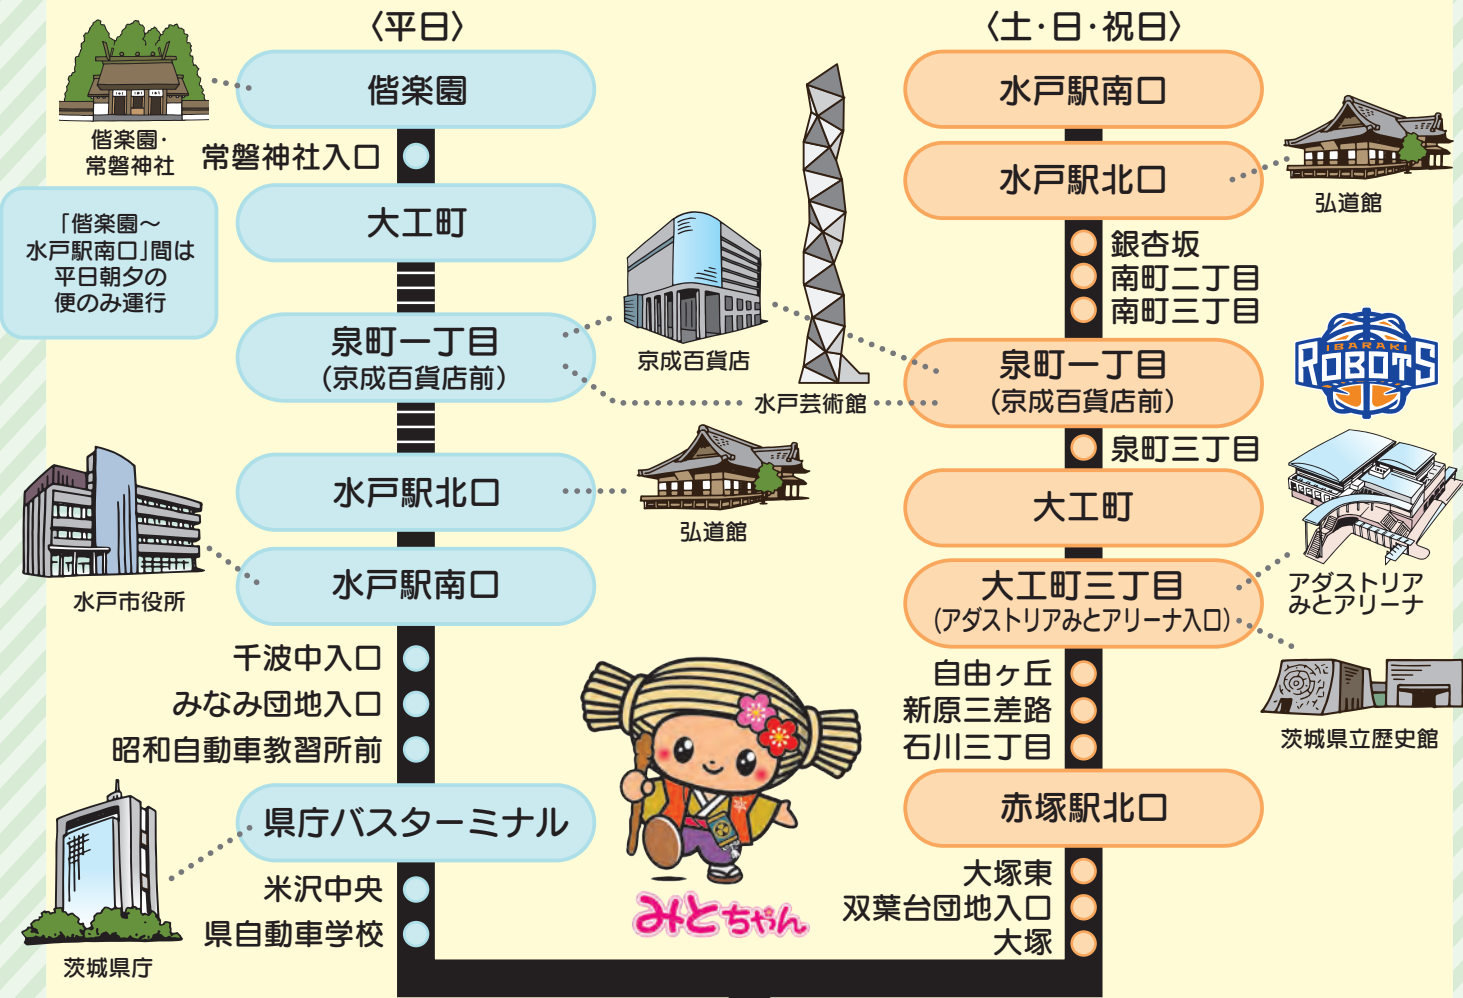 〈平日〉
偕楽園
偕楽園・
常磐神社
常磐神社入口
大工町
「偕楽園〜
水戸駅南口」間は
平日朝夕の
便のみ運行
泉町一丁目
(京成百貨店前)
京成百貨店
水戸芸術館
水戸駅北口
弘道館
水戸駅南口
水戸市役所
千波中入口
みなみ団地入口
昭和自動車教習所前
県庁バスターミナル
茨城県庁
米沢中央
県自動車学校
みとちゃん
〈土・日・祝日〉
水戸駅南口
水戸駅北口
弘道館
銀杏坂
南町二丁目
南町三丁目
泉町一丁目
(京成百貨店前)
IBARAKI
ROBOTS
泉町三丁目
大工町
大工町三丁目
(アダストリアみとアリーナ入口)
アダストリア
みとアリーナ
茨城県立歴史館
自由ヶ丘
新原三差路
石川三丁目
赤塚駅北口
大塚東
双葉台団地入口
大塚